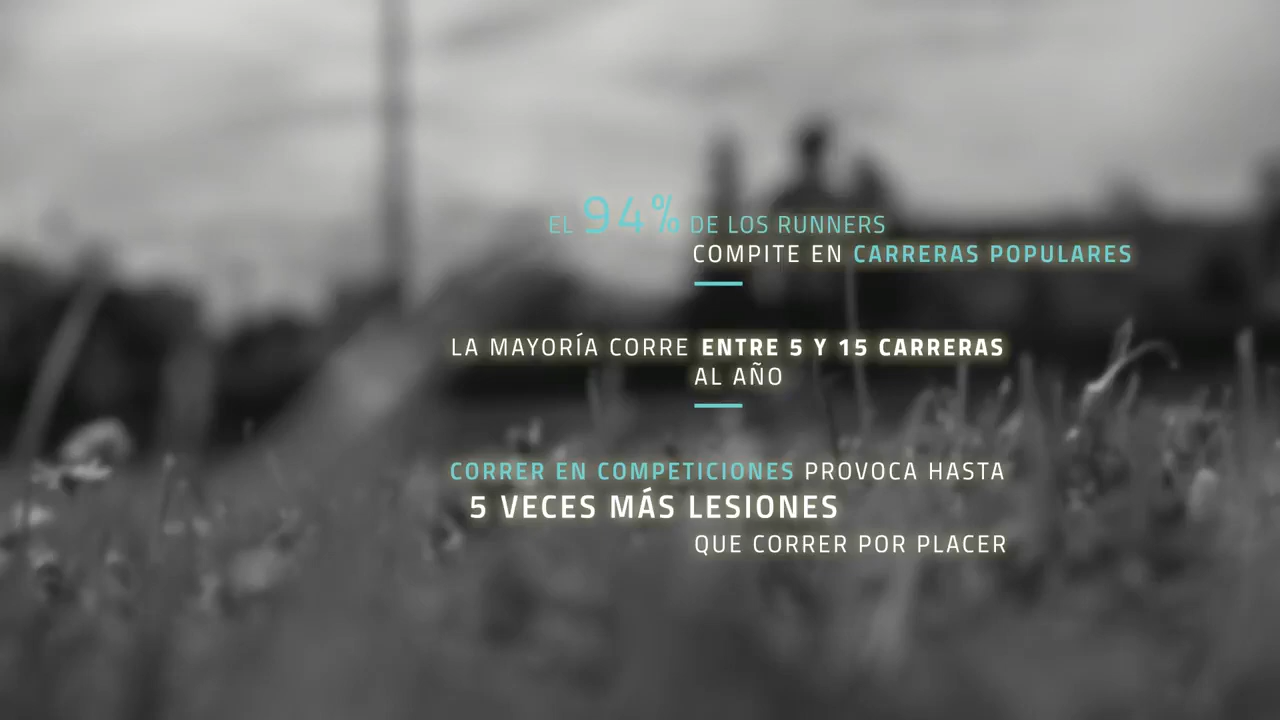 EL 94% DE LOS RUNNERS
COMPITE EN CARRERAS POPULARES
LA MAYORÍA CORRE ENTRE 5 Y 15 CARRERAS
AL AÑO
CORRER EN COMPETICIONES PROVOCA HASTA
5 VECES MÁS LESIONES
QUE CORRER POR PLACER